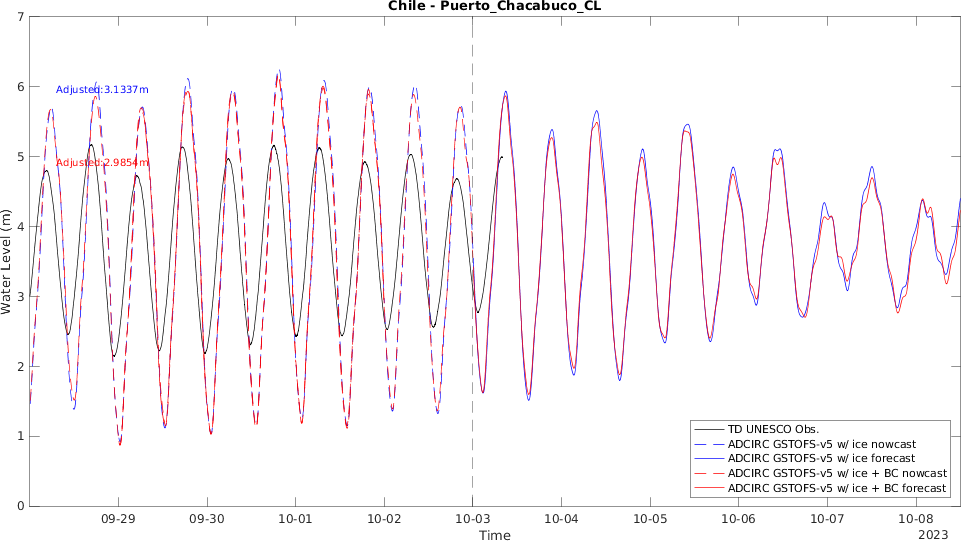 Chile - Puerto_Chacabuco_CL
Water Level (m)
7
6
5
4
3
2
1
0
Adjusted:3.1337m
Adjusted:2.9854m
TD UNESCO Obs.
ADCIRC GSTOFS-v5 w/ ice nowcast
ADCIRC GSTOFS-v5 w/ ice forecast
ADCIRC GSTOFS-v5 w/ ice + BC nowcast
ADCIRC GSTOFS-v5 w/ ice + BC forecast
09-29 09-30 10-01 10-02 10-03 10-04 10-05 10-06 10-07 10-08
Time
2023